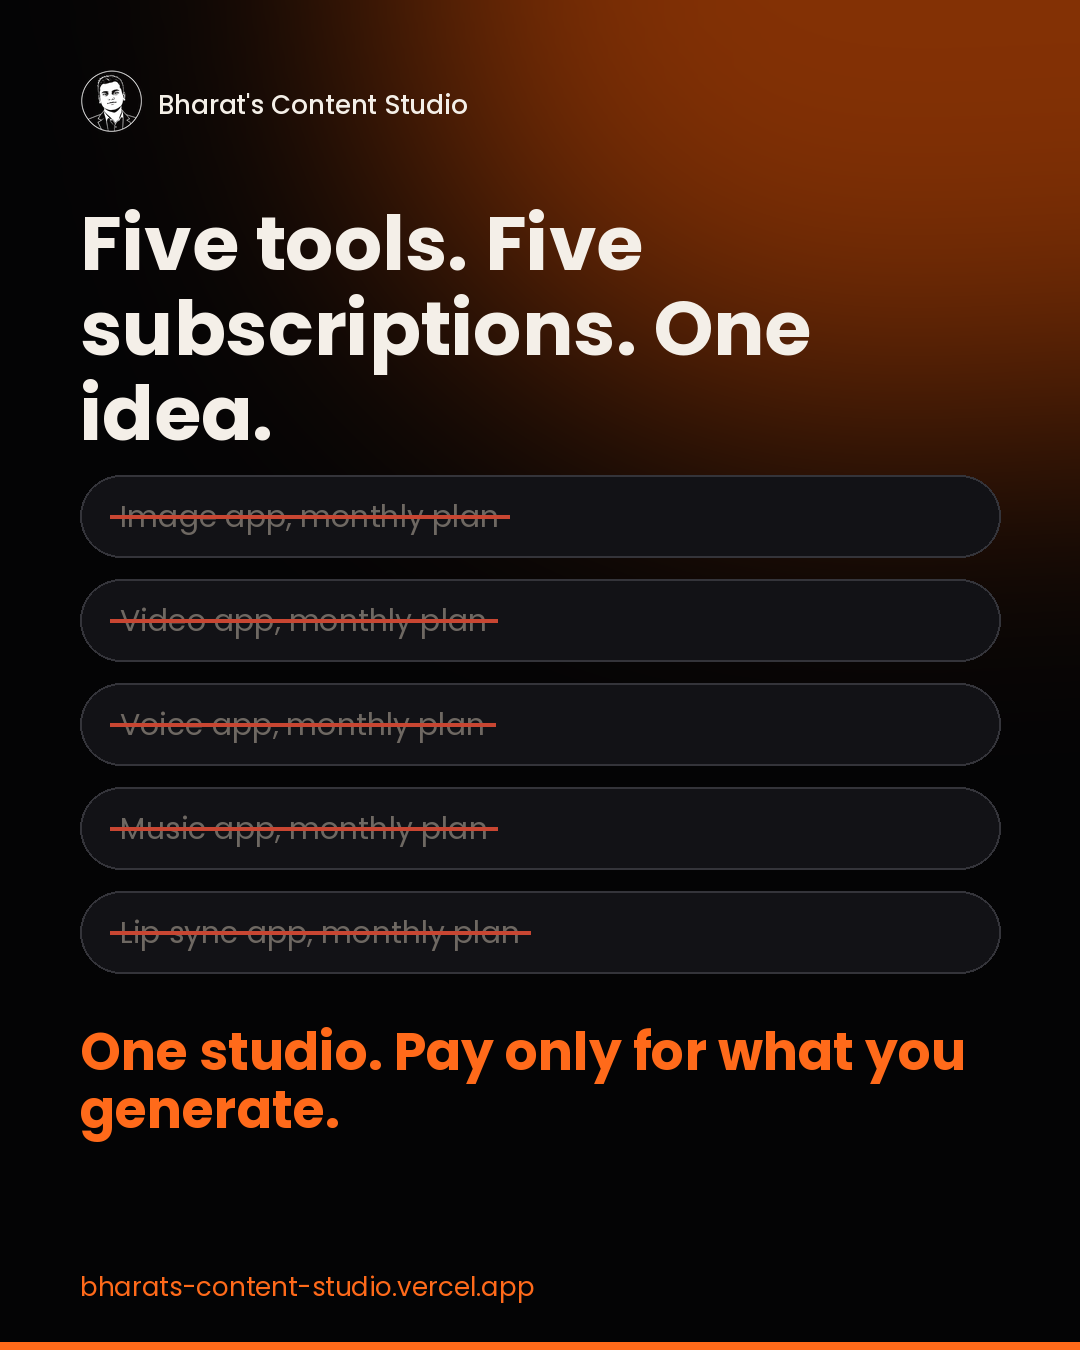 Bharat's Content Studio
Five tools. Five
subscriptions. One
idea.
Image app, monthly plan
Video app, monthly plan
Voice app, monthly plan
Music app, monthly plan
Lip sync app, monthly plan
One studio. Pay only for what you
generate.
bharats-content-studio.vercel.app